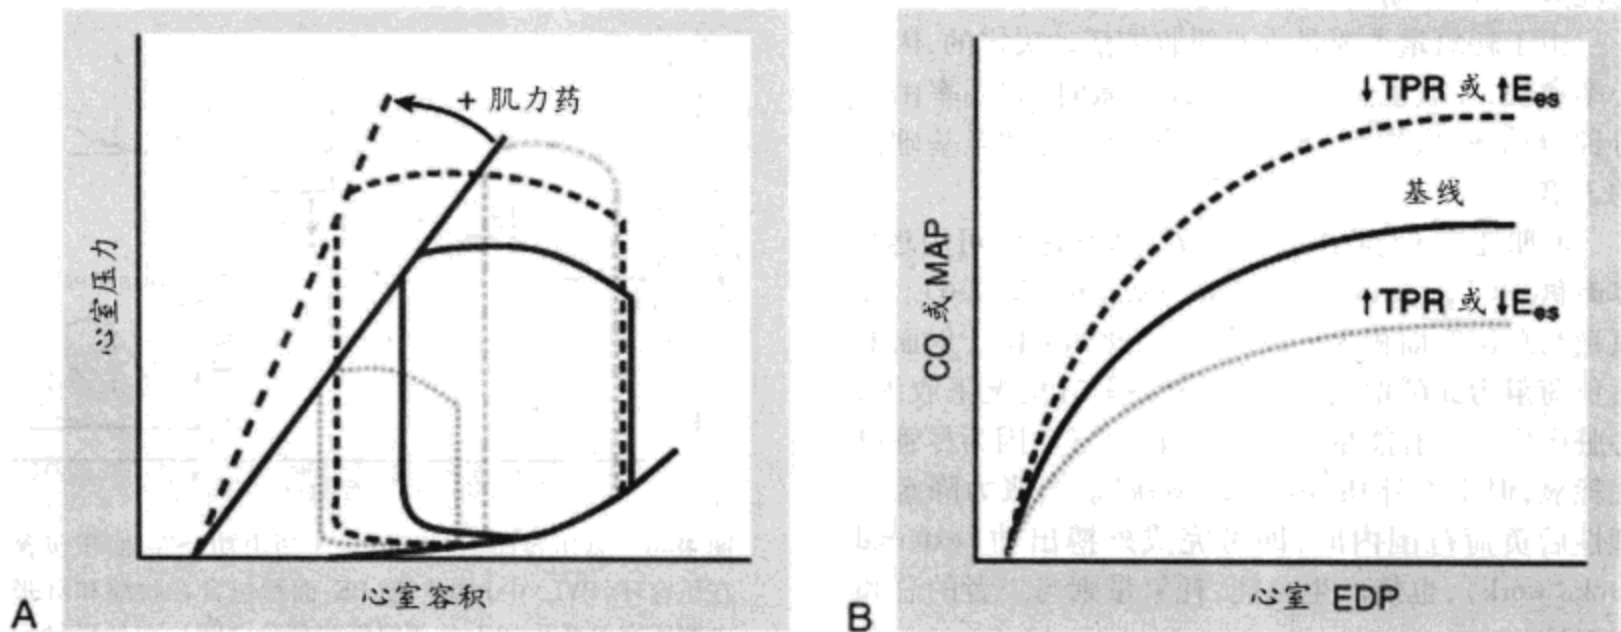 + 肌力药
心室压力
心室容积
A
↓TPR 或 ↑Ees
基线
↑TPR 或 ↓Ees
CO 或 MAP
心室 EDP
B